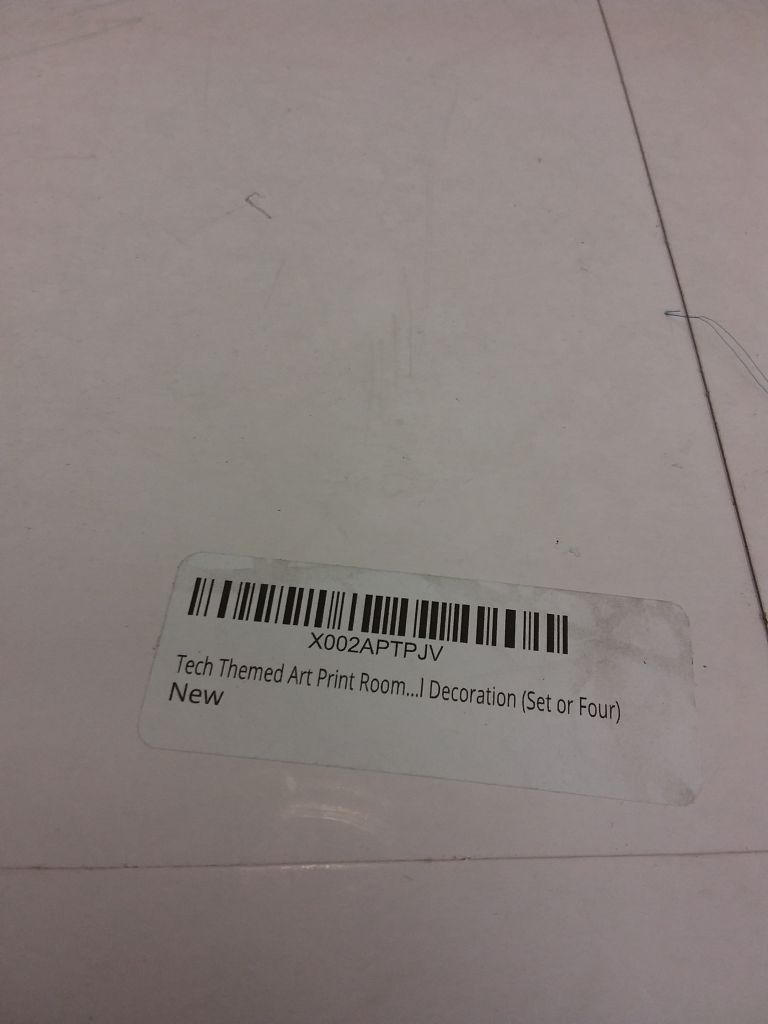 X002APTPJV
Tech Themed Art Print Room...l Decoration (Set or Four)
New